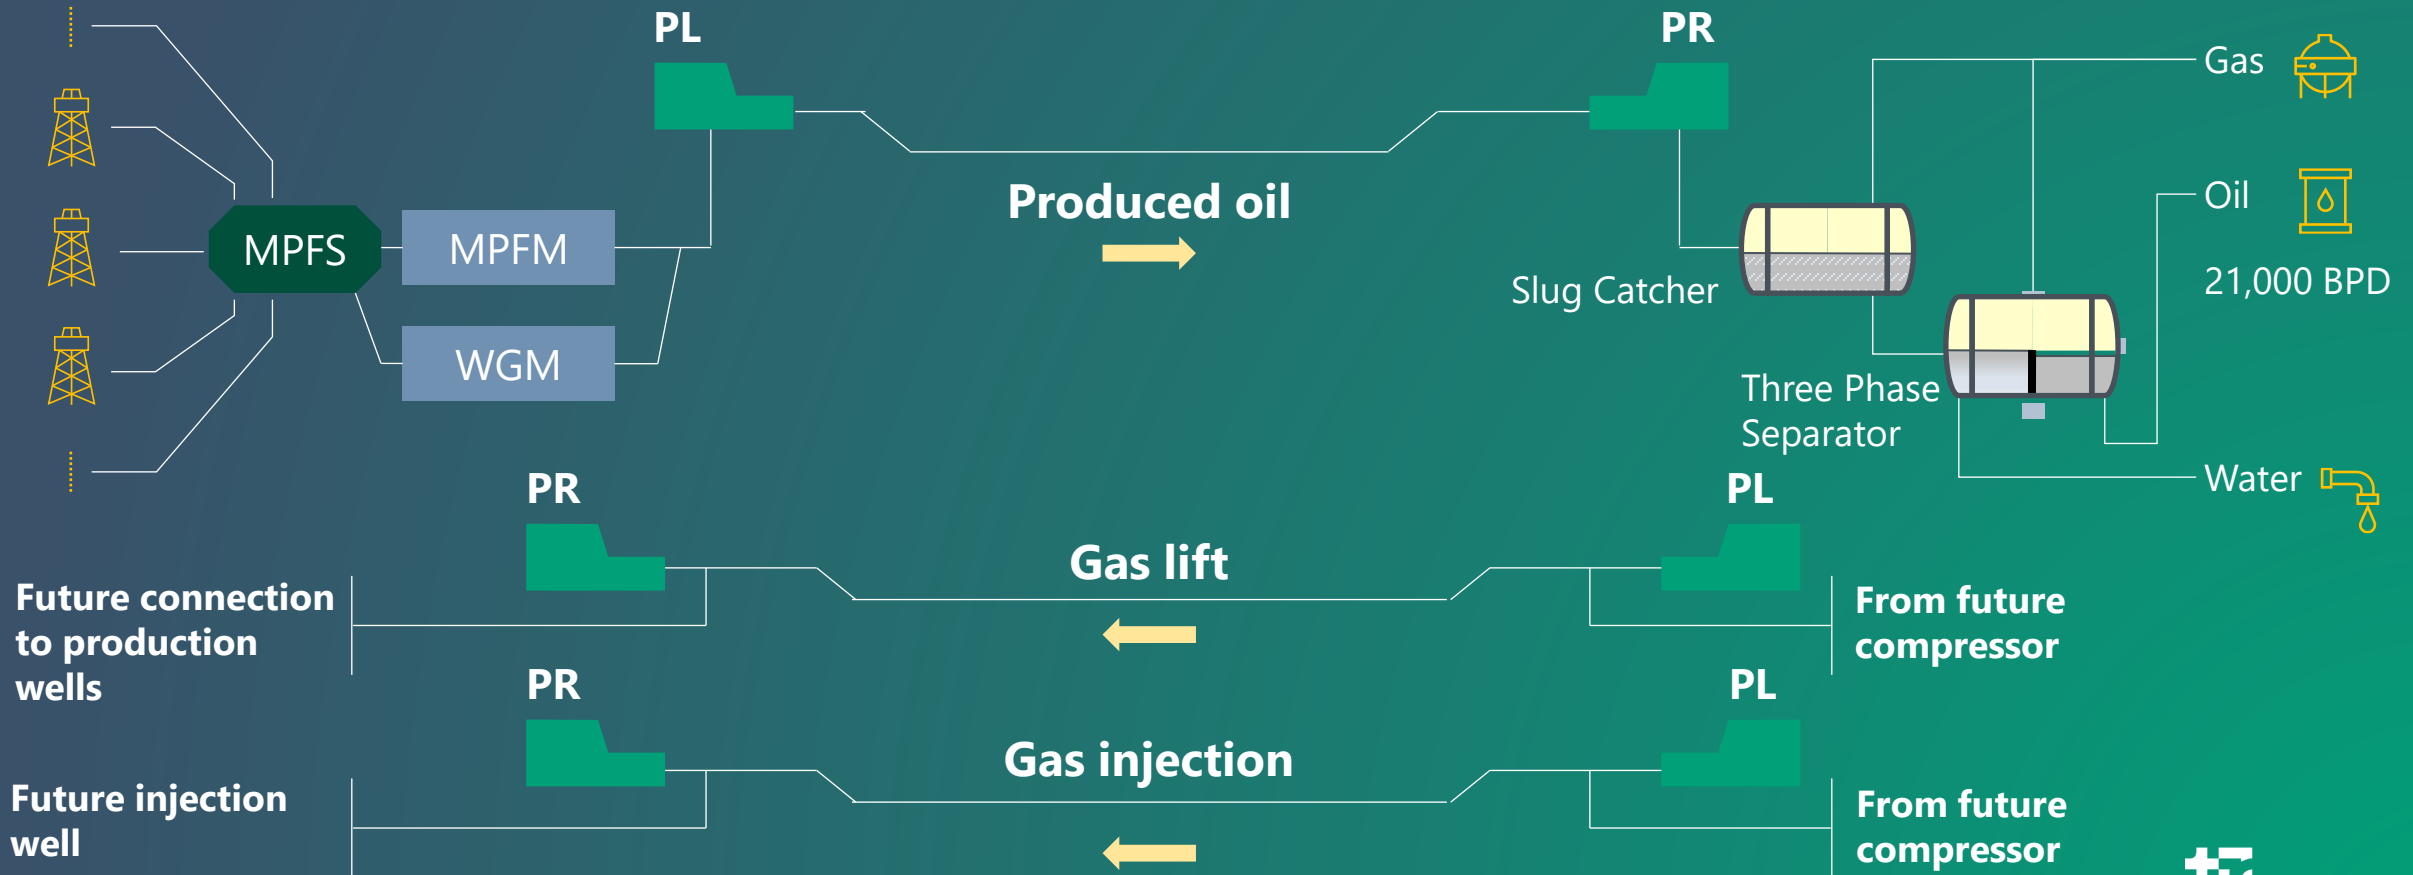 PL
PR
Gas
Oil
21,000 BPD
MPFS
MPFM
WGM
Produced oil
Slug Catcher
Three Phase
Separator
Water
PR
PL
Gas lift
Future connection
to production
wells
From future
compressor
PR
PL
Gas injection
Future injection
well
From future
compressor